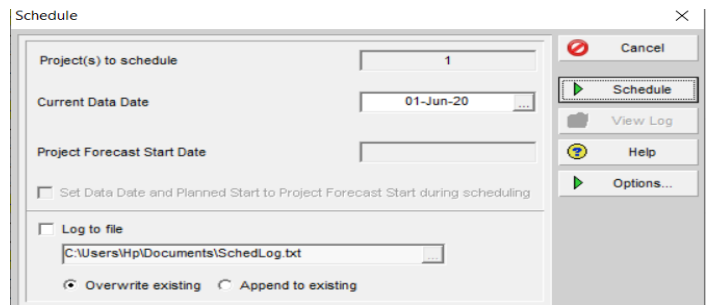 Schedule
Project(s) to schedule 1
Cancel
Current Data Date 01-Jun-20 ...
Schedule
View Log
Project Forecast Start Date
Help
Set Data Date and Planned Start to Project Forecast Start during scheduling
Options...
Log to file
C:\Users\Hp\Documents\SchedLog.txt ...
Overwrite existing Append to existing